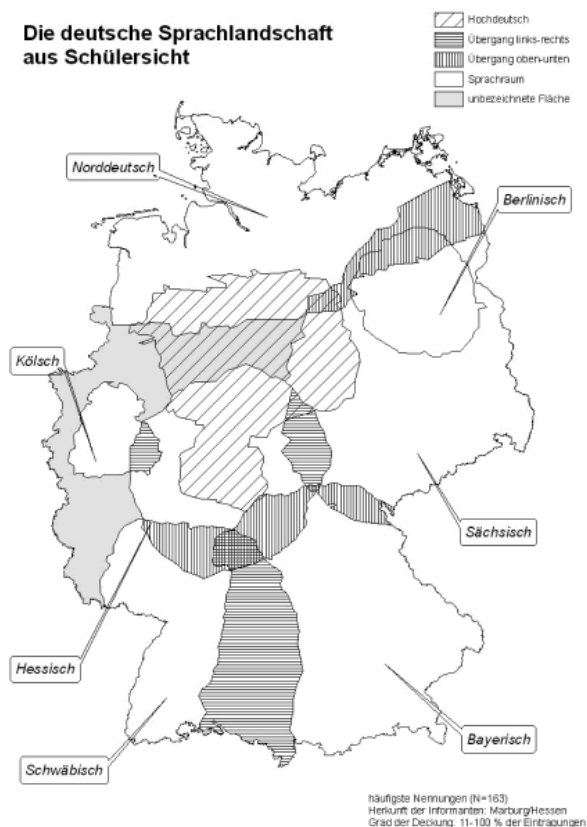 Die deutsche Sprachlandschaft
aus Schülersicht
Hochdeutsch
Übergang links-rechts
Übergang oben-unten
Sprachraum
unbezeichnete Fläche
Norddeutsch
Berlinisch
Kölsch
Sächsisch
Hessisch
Bayerisch
Schwäbisch
häufigste Nennungen (N=163)
Herkunft der Informanten: Marburg/Hessen
Grad der Deckung: 11-100 % der Eintragungen